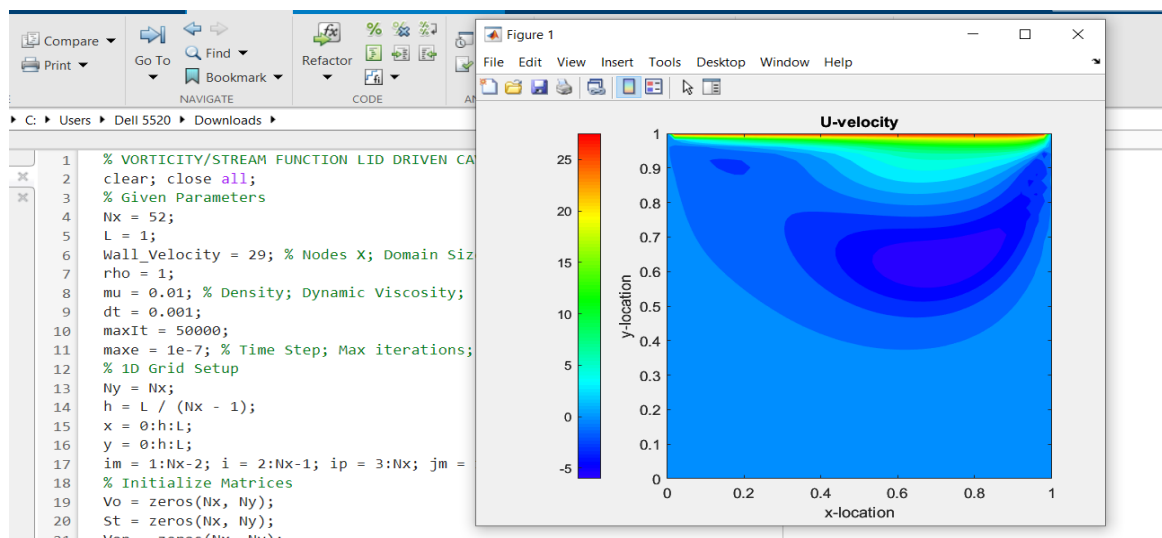 Compare
Print
Go To
Find
Bookmark
NAVIGATE
Refactor
fx
%
CODE
C: Users Dell 5520 Downloads
1 % VORTICITY/STREAM FUNCTION LID DRIVEN
2 clear; close all;
3 % Given Parameters
4 Nx = 52;
5 L = 1;
6 Wall_Velocity = 29; % Nodes X; Domain
7 rho = 1;
8 mu = 0.01; % Density; Dynamic Viscosity;
9 dt = 0.001;
10 maxIt = 50000;
11 maxe = 1e-7; % Time Step; Max iterations;
12 % 1D Grid Setup
13 Ny = Nx;
14 h = L / (Nx - 1);
15 x = 0:h:L;
16 y = 0:h:L;
17 im = 1:Nx-2; i = 2:Nx-1; ip = 3:Nx; jm =
18 % Initialize Matrices
19 Vo = zeros(Nx, Ny);
20 St = zeros(Nx, Ny);
Figure 1
File Edit View Insert Tools Desktop Window Help
U-velocity
25
20
15
10
5
0
-5
y-location
1
0.9
0.8
0.7
0.6
0.5
0.4
0.3
0.2
0.1
0
0 0.2 0.4 0.6 0.8 1
x-location